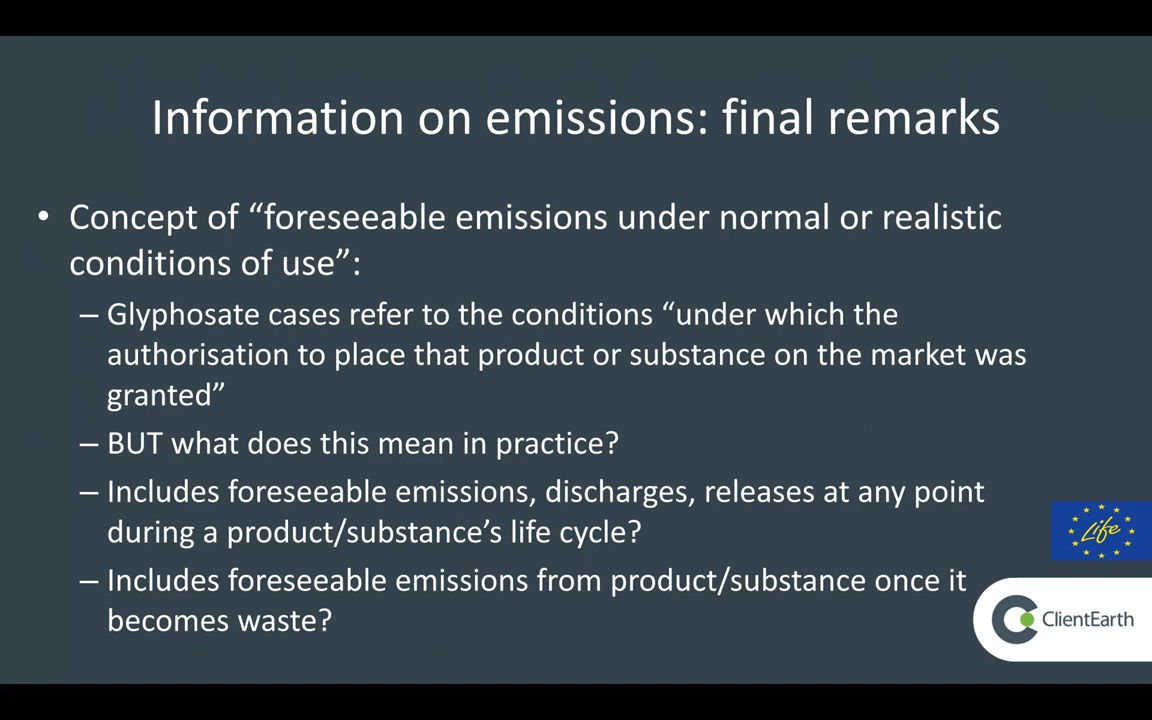 Information on emissions: final remarks
• Concept of “foreseeable emissions under normal or realistic
conditions of use”:
– Glyphosate cases refer to the conditions “under which the
authorisation to place that product or substance on the market was
granted”
– BUT what does this mean in practice?
– Includes foreseeable emissions, discharges, releases at any point
during a product/substance’s life cycle?
– Includes foreseeable emissions from product/substance once it
becomes waste?
Life
ClientEarth